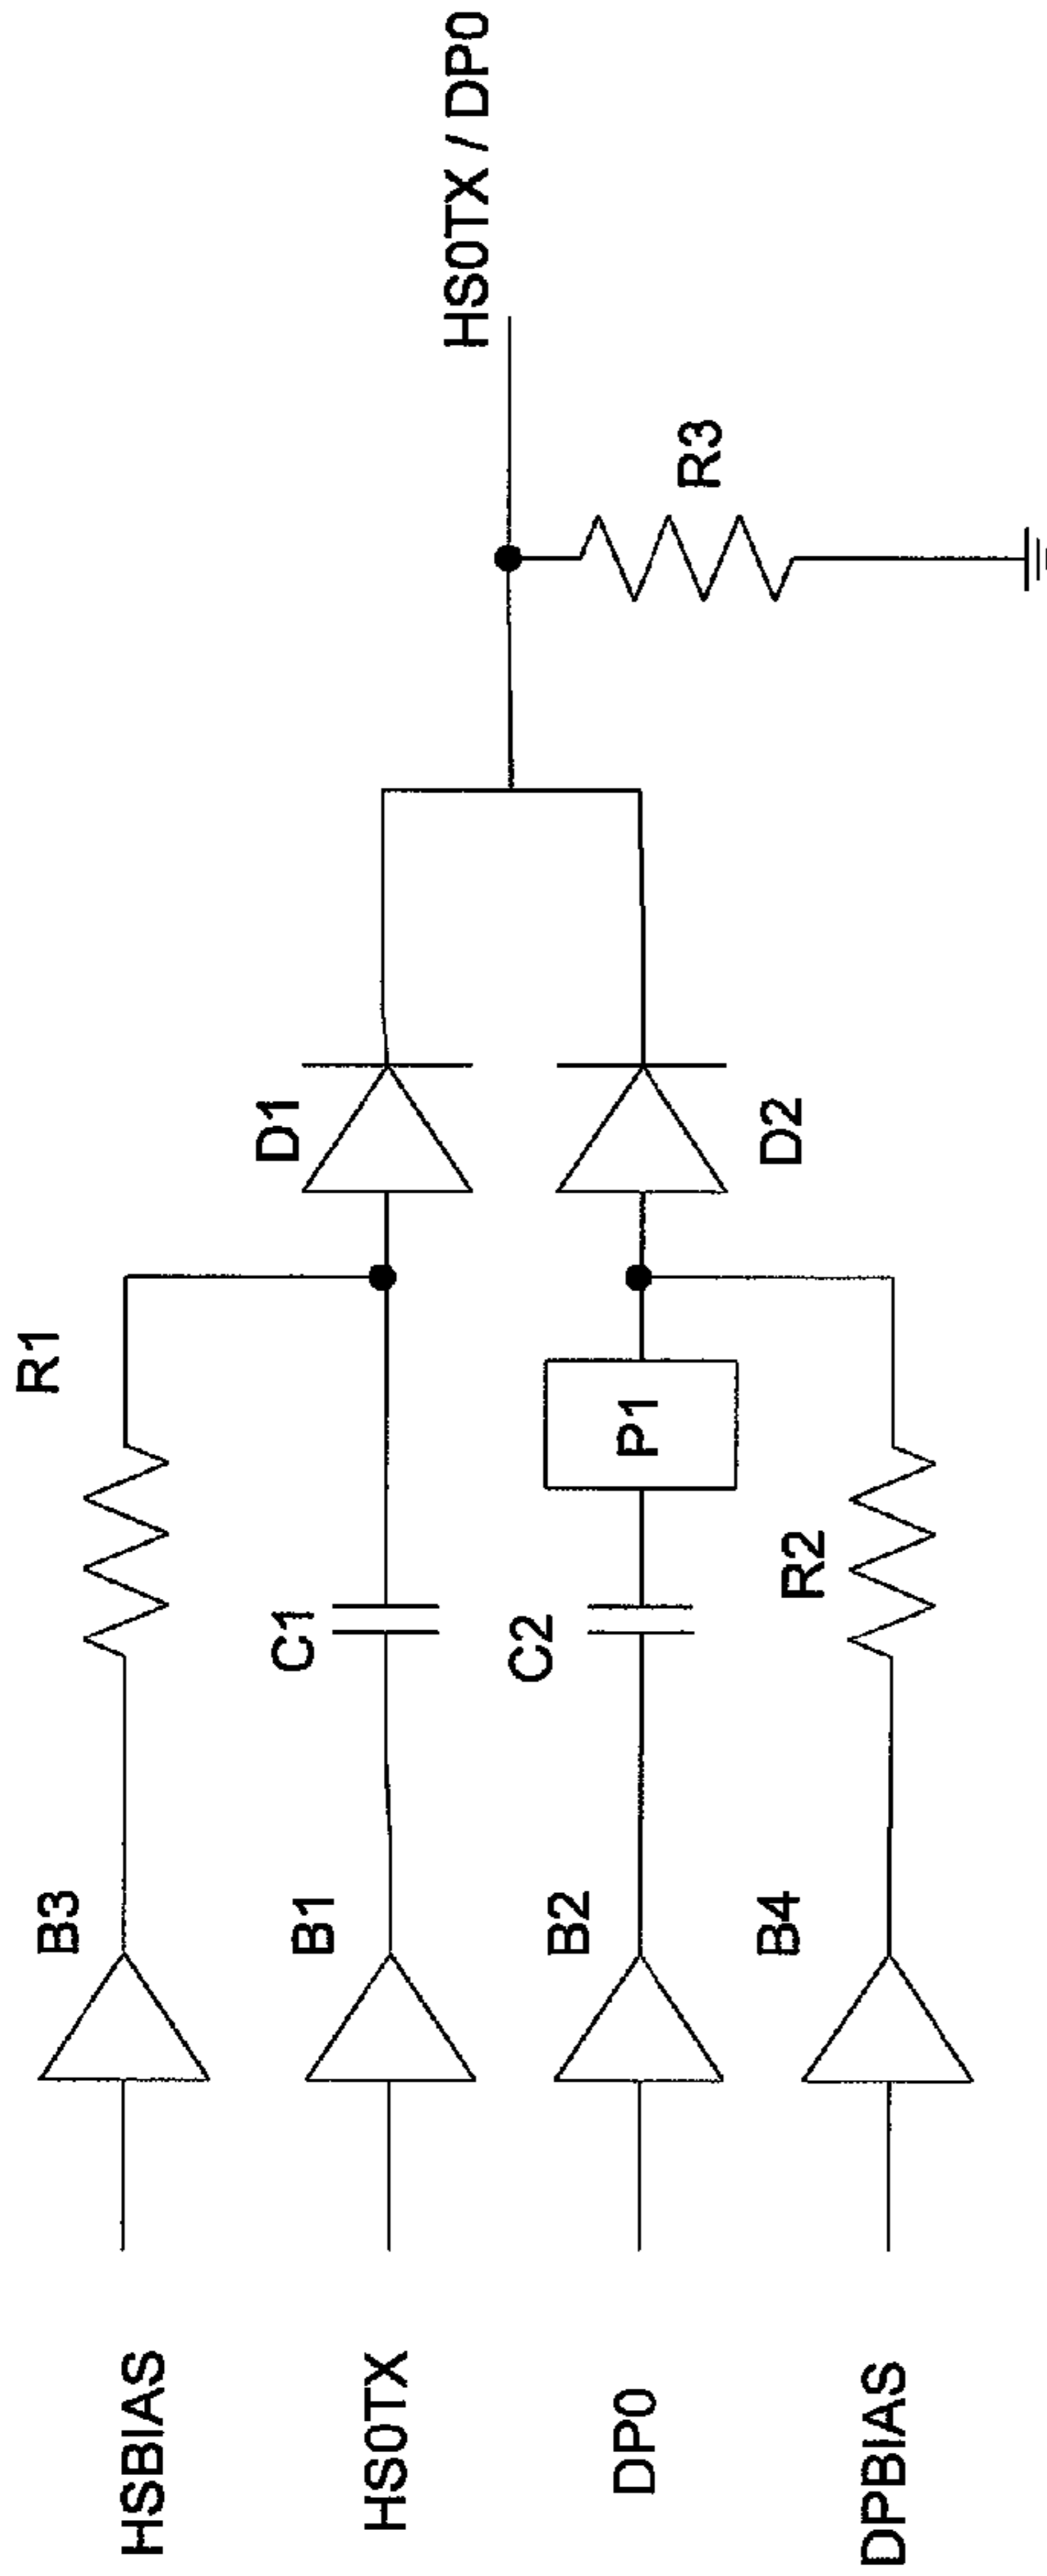 HSBIAS
B3
R1
HS0TX
B1
C1
D1
DP0
B2
C2
P1
D2
DPBIAS
B4
R2
R3
HS0TX / DP0